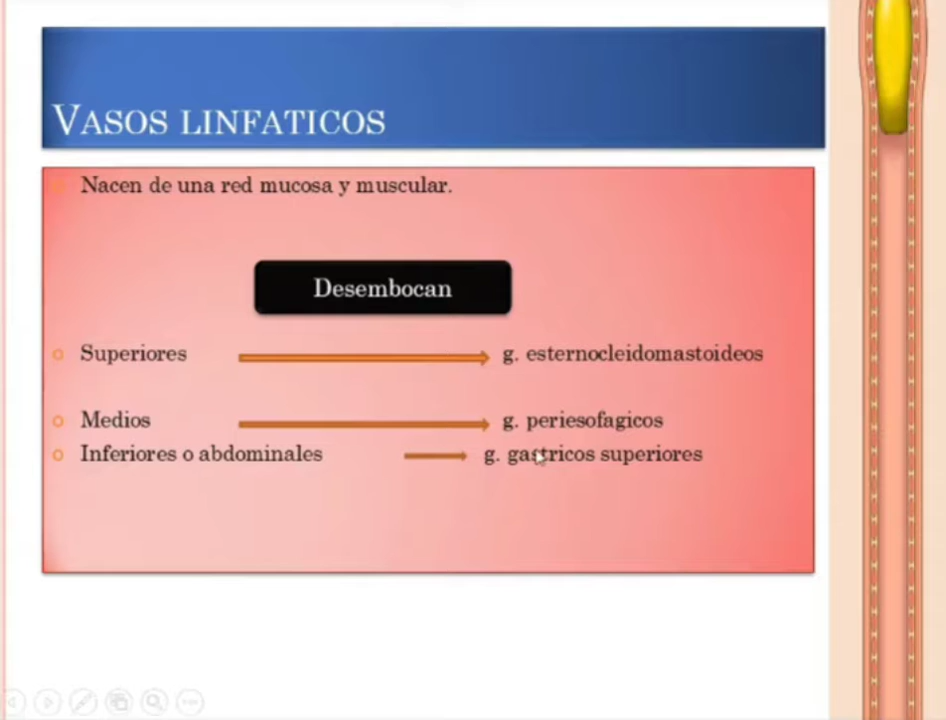 VASOS LINFATICOS
Nacen de una red mucosa y muscular.
Desembocan
Superiores g. esternocleidomastoideos
Medios g. periesofagicos
Inferiores o abdominales g. gastricos superiores